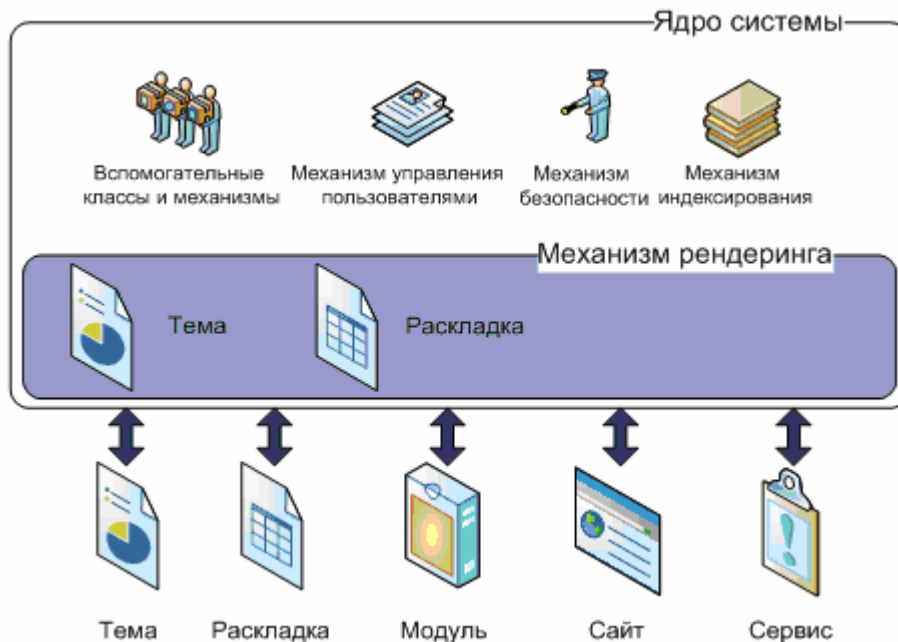 Ядро системы
Вспомогательные
классы и механизмы
Механизм управления
пользователями
Механизм
безопасности
Механизм
индексирования
Механизм рендеринга
Тема
Раскладка
Тема
Раскладка
Модуль
Сайт
Сервис